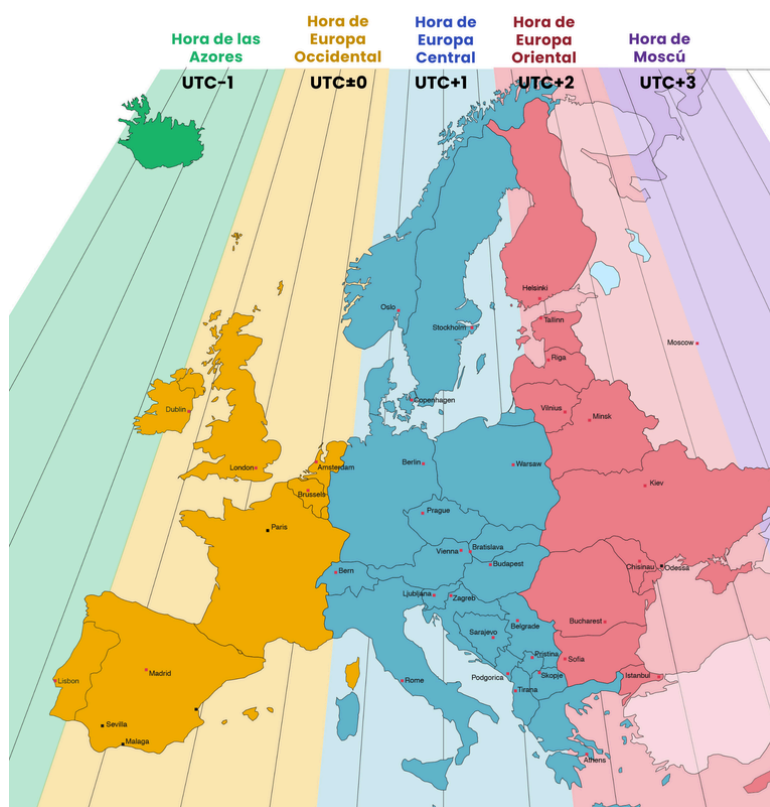 Hora de las
Azores
UTC−1
Hora de
Europa
Occidental
UTC±0
Hora de
Europa
Central
UTC+1
Hora de
Europa
Oriental
UTC+2
Hora de
Moscú
UTC+3
Helsinki
Oslo
Tallinn
Stockholm
Moscow
Riga
Copenhagen
Dublin
Vilnius
Minsk
London
Amsterdam
Berlin
Warsaw
Kiev
Brussels
Prague
Paris
Vienna
Bratislava
Bern
Budapest
Chisinau
Odessa
Ljubljana
Zagreb
Belgrade
Bucharest
Sarajevo
Pristina
Sofia
Madrid
Podgorica
Skopje
Istanbul
Lisbon
Rome
Tirana
Sevilla
Malaga
Athena